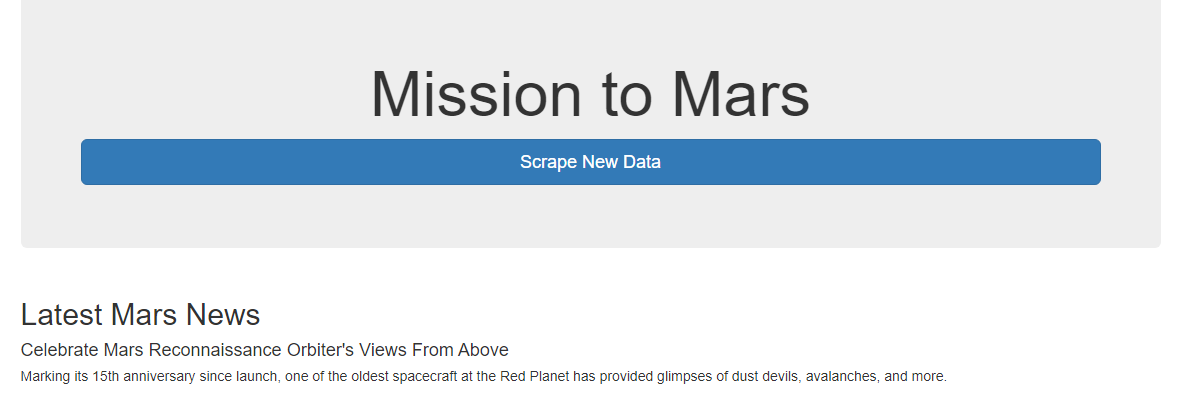 Mission to Mars
Scrape New Data
Latest Mars News
Celebrate Mars Reconnaissance Orbiter's Views From Above
Marking its 15th anniversary since launch, one of the oldest spacecraft at the Red Planet has provided glimpses of dust devils, avalanches, and more.